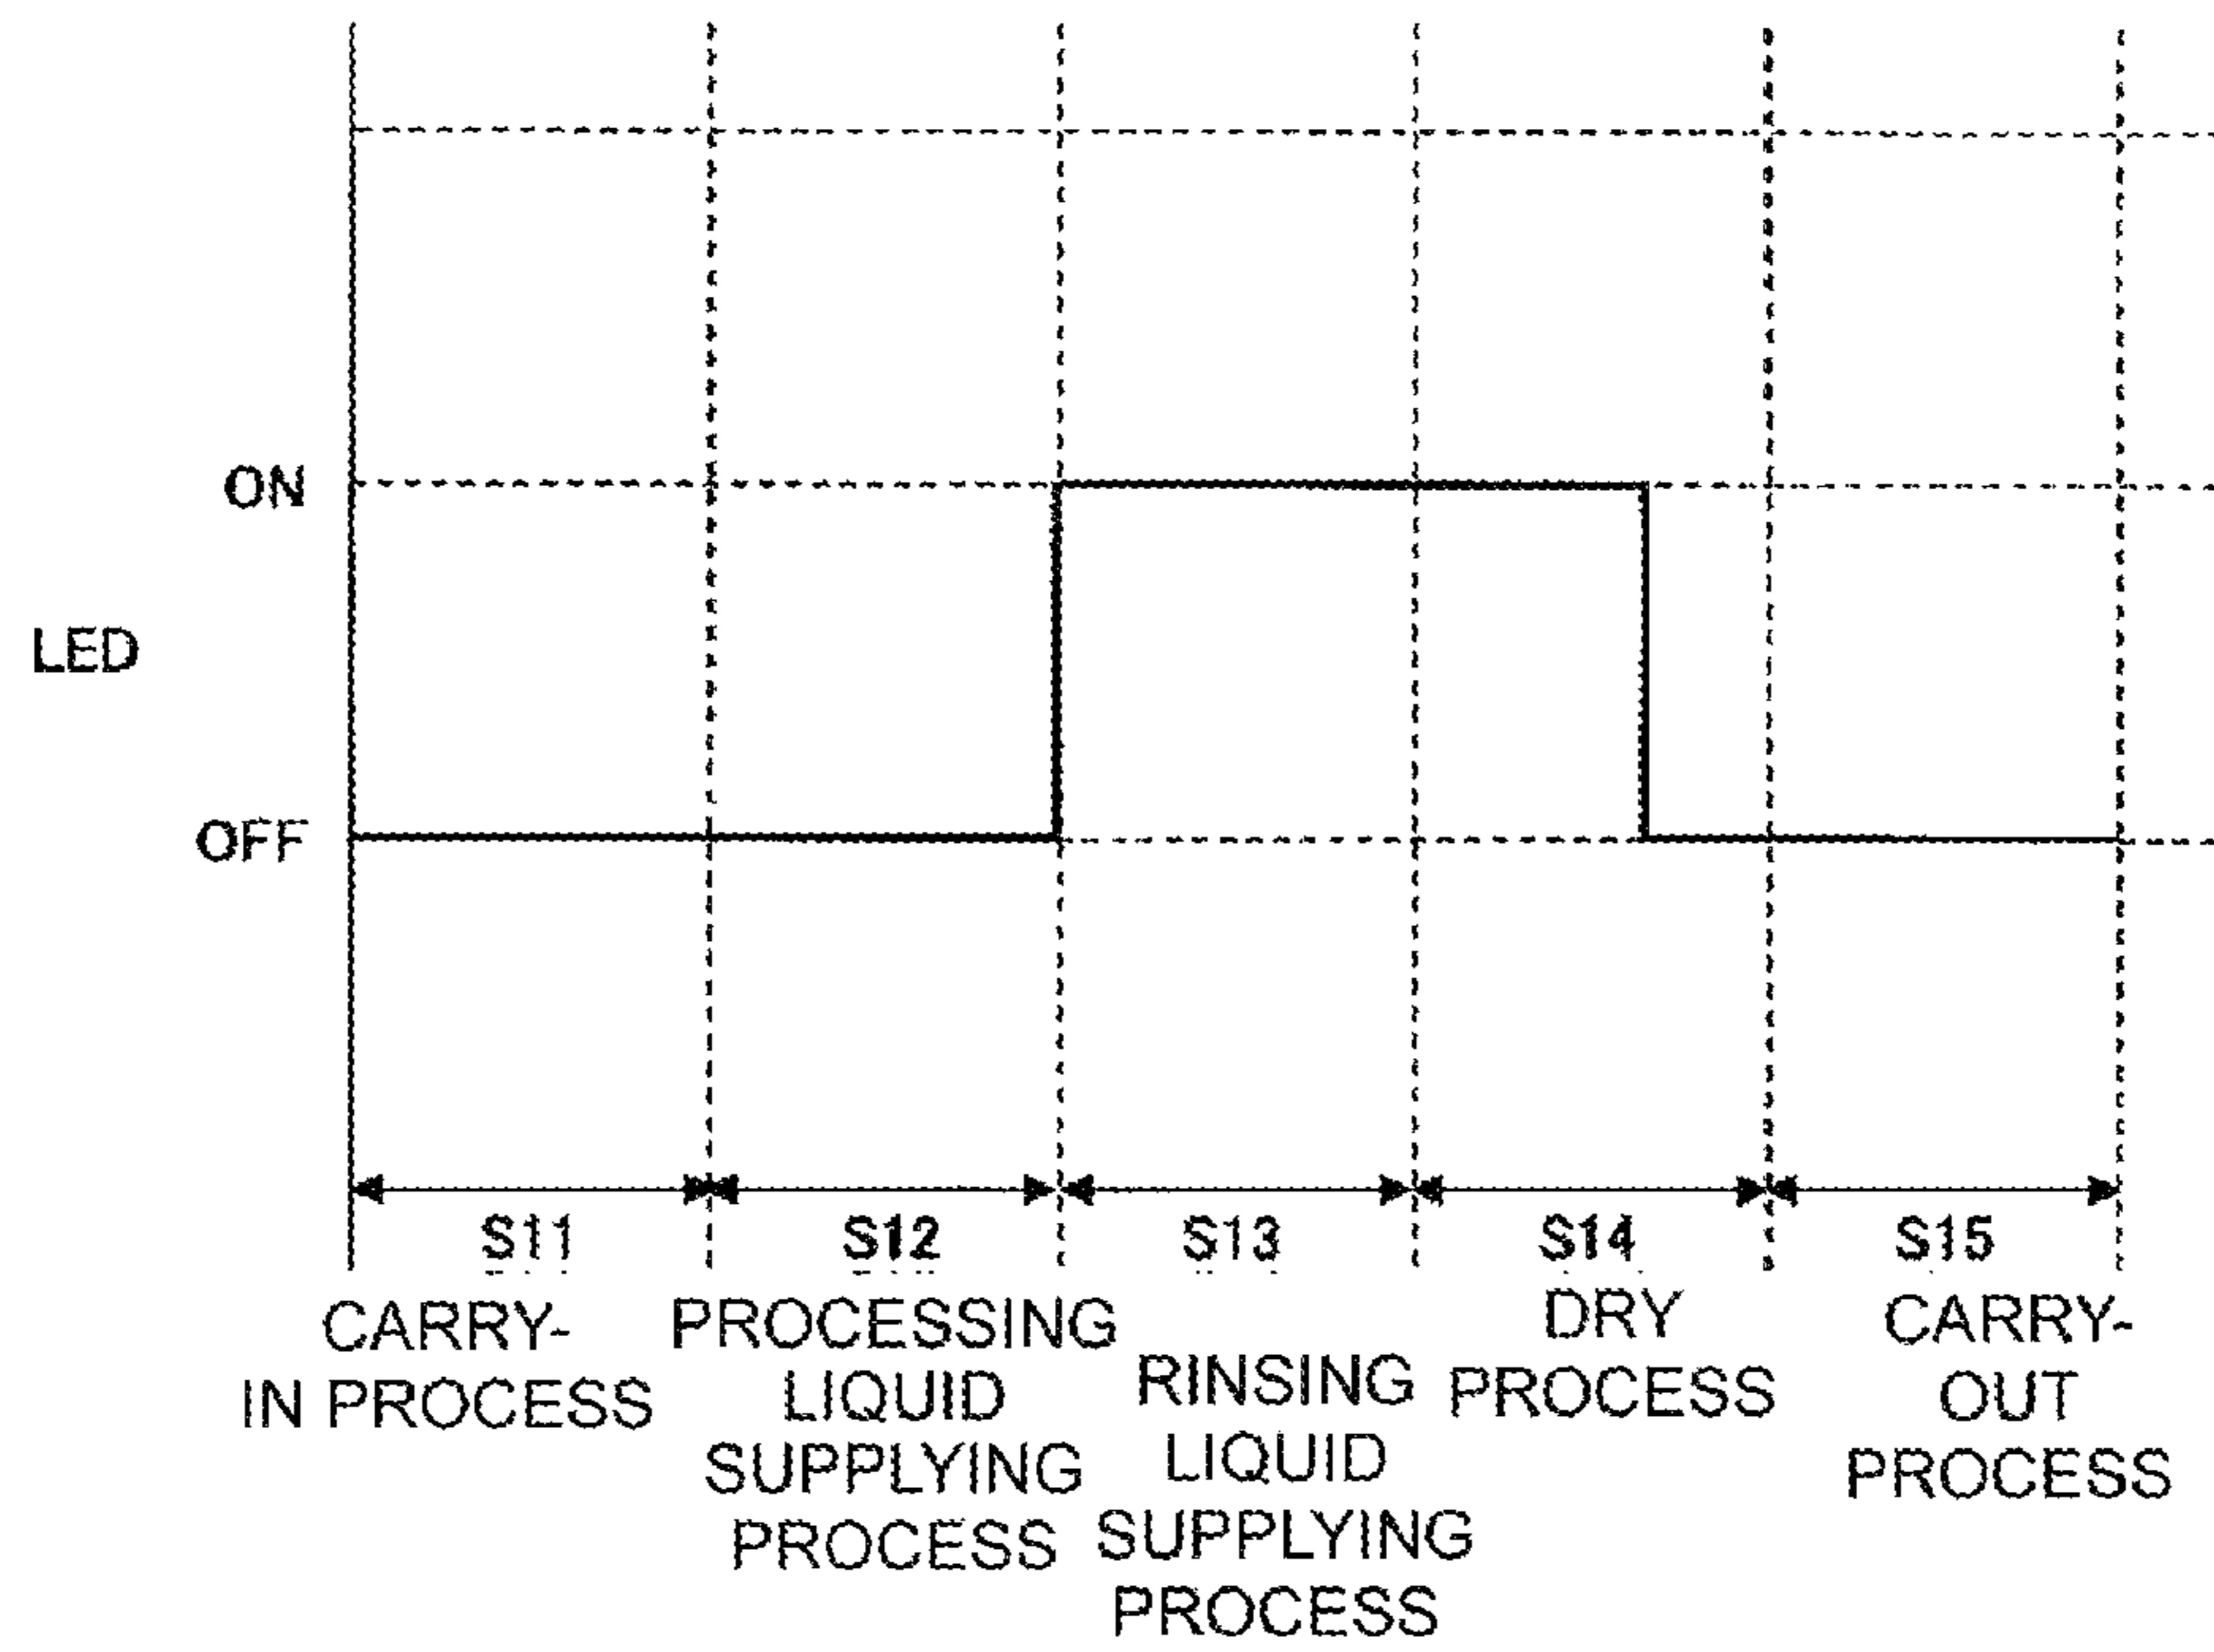 ON
LED
OFF
S11
S12
S13
S14
S15
CARRY-
IN PROCESS
PROCESSING
LIQUID
SUPPLYING
PROCESS
RINSING
LIQUID
SUPPLYING
PROCESS
DRY
PROCESS
CARRY-
OUT
PROCESS